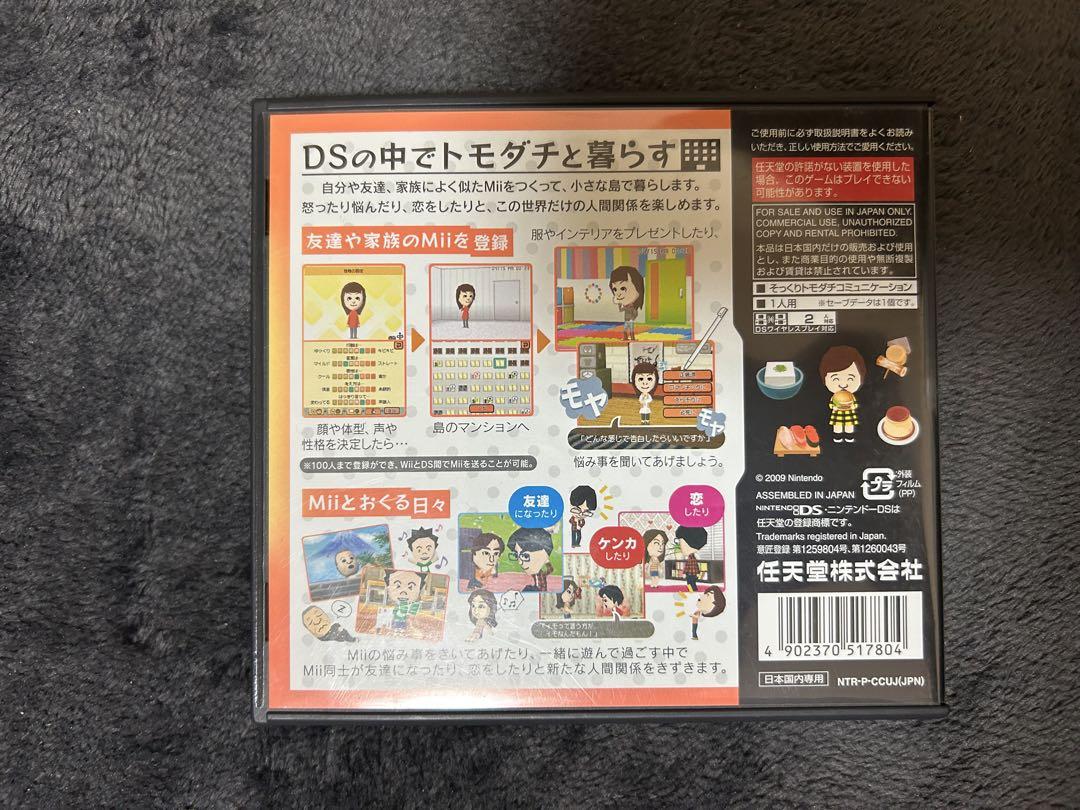 DSの中でトモダチと暮らす
自分や友達、家族によく似たMiiをつくって、小さな島で暮らします。
怒ったり悩んだり、恋をしたりと、この世界だけの人間関係を楽しめます。
友達や家族のMiiを登録
服やインテリアをプレゼントしたり、
顔や体型、声や
性格を決定したら…
島のマンションへ
モヤ
モヤ
「どんな感じで告白したらいいですか」
悩み事を聞いてあげましょう。
※100人まで登録ができ、WiiとDS間でMiiを送ることが可能。
Miiとおくる日々
友達
になったり
恋
したり
ケンカ
したり
Miiの悩み事をきいてあげたり、一緒に遊んで過ごす中で
Mii同士が友達になったり、恋をしたりと新たな人間関係をきずきます。
ご使用前に必ず取扱説明書をよくお読み
いただき、正しい使用方法でご愛用ください。
任天堂の許諾がない装置を使用した
場合、このゲームはプレイできない
可能性があります。
FOR SALE AND USE IN JAPAN ONLY.
COMMERCIAL USE, UNAUTHORIZED
COPY AND RENTAL PROHIBITED.
本品は日本国内だけの販売および使用
とし、また商業目的の使用や無断複製
および賃貸は禁止されています。
■ そっくりトモダチコミュニケーション
■ 1人用 ※セーブデータは1個です。
2人対応
DSワイヤレスプレイ対応
© 2009 Nintendo
ASSEMBLED IN JAPAN
プラ
外装
フィルム
(PP)
NINTENDO DS・ニンテンドーDSは
任天堂の登録商標です。
Trademarks registered in Japan.
意匠登録 第1259804号、第1260043号
任天堂株式会社
4 902370 517804
日本国内専用 NTR-P-CCUJ(JPN)